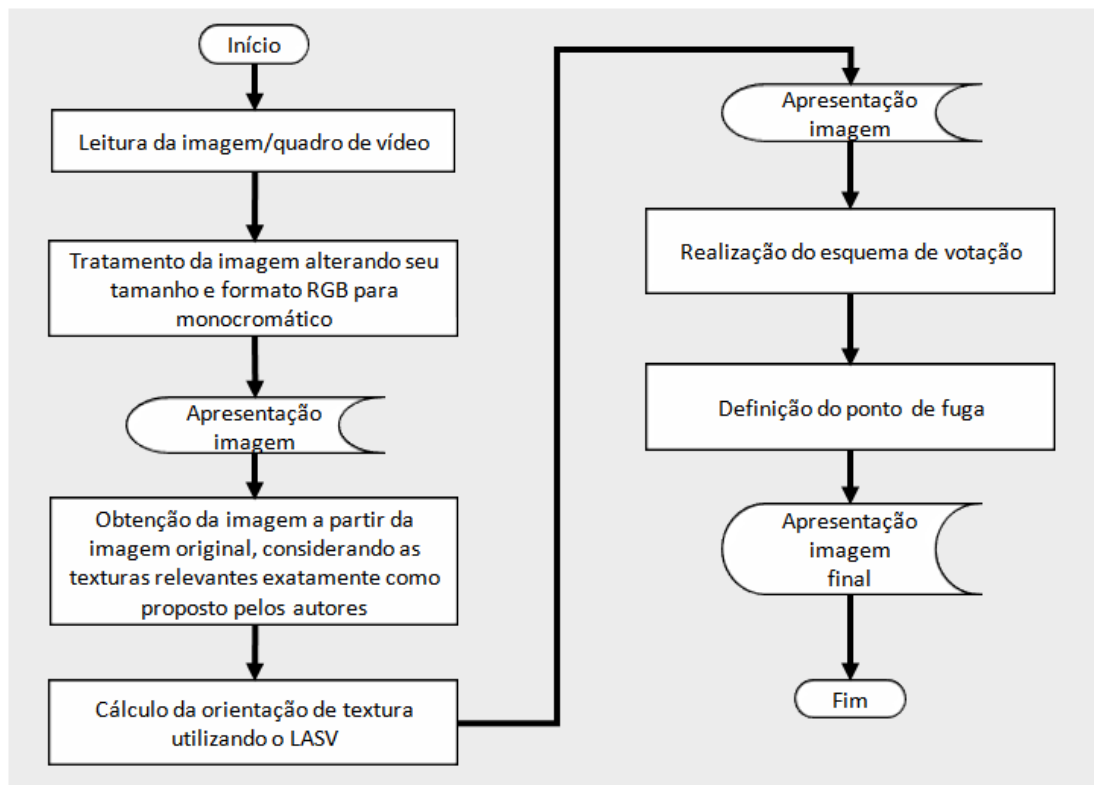 Início
Leitura da imagem/quadro de vídeo
Tratamento da imagem alterando seu
tamanho e formato RGB para
monocromático
Apresentação
imagem
Obtenção da imagem a partir da
imagem original, considerando as
texturas relevantes exatamente como
proposto pelos autores
Cálculo da orientação de textura
utilizando o LASV
Apresentação
imagem
Realização do esquema de votação
Definição do ponto de fuga
Apresentação
imagem
final
Fim